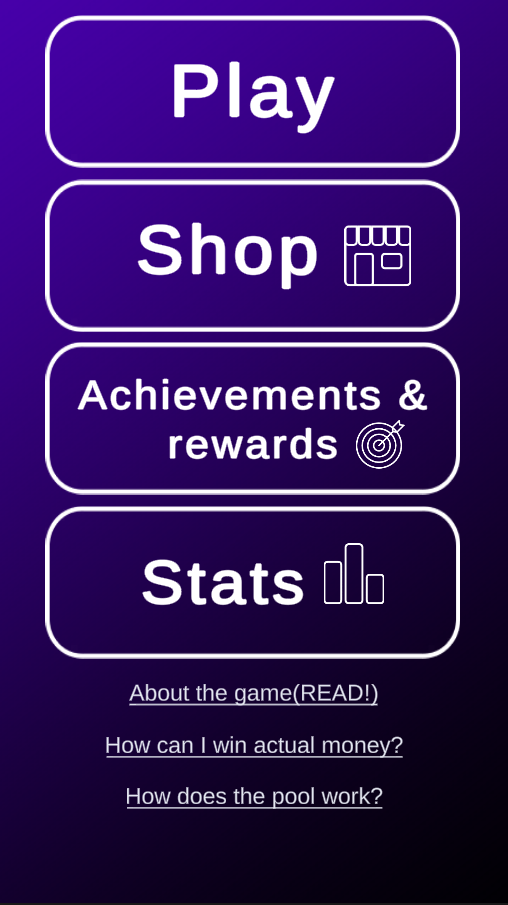 Play
Shop
Achievements &
rewards
Stats
About the game(READ!)
How can I win actual money?
How does the pool work?